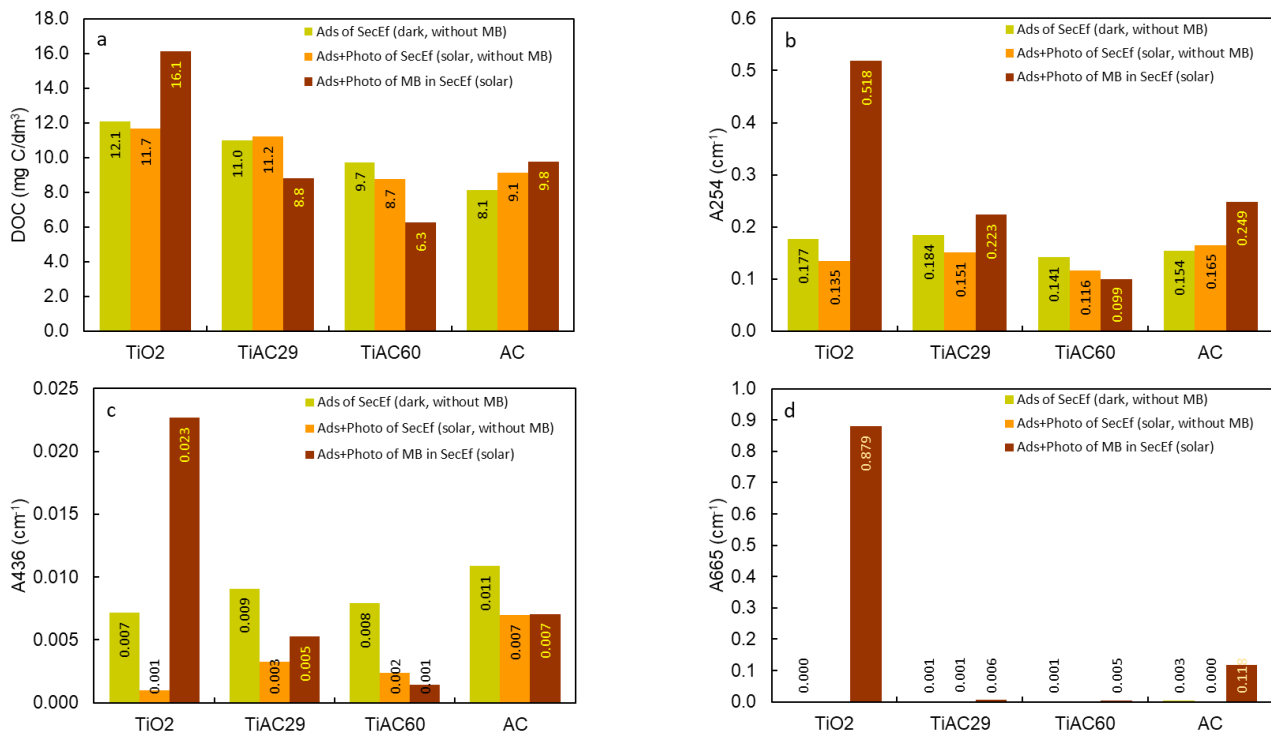 a
Ads of SecEf (dark, without MB)
Ads+Photo of SecEf (solar, without MB)
Ads+Photo of MB in SecEf (solar)
DOC (mg C/dm³)
18.0
16.0
14.0
12.0
10.0
8.0
6.0
4.0
2.0
0.0
12.1
11.7
16.1
11.0
11.2
8.8
9.7
8.7
6.3
8.1
9.1
9.8
TiO2
TiAC29
TiAC60
AC
b
Ads of SecEf (dark, without MB)
Ads+Photo of SecEf (solar, without MB)
Ads+Photo of MB in SecEf (solar)
A254 (cm⁻¹)
0.6
0.5
0.4
0.3
0.2
0.1
0.0
0.177
0.135
0.518
0.184
0.151
0.223
0.141
0.116
0.099
0.154
0.165
0.249
TiO2
TiAC29
TiAC60
AC
c
Ads of SecEf (dark, without MB)
Ads+Photo of SecEf (solar, without MB)
Ads+Photo of MB in SecEf (solar)
A436 (cm⁻¹)
0.025
0.020
0.015
0.010
0.005
0.000
0.007
0.001
0.023
0.009
0.003
0.005
0.008
0.002
0.001
0.011
0.007
0.007
TiO2
TiAC29
TiAC60
AC
d
Ads of SecEf (dark, without MB)
Ads+Photo of SecEf (solar, without MB)
Ads+Photo of MB in SecEf (solar)
A665 (cm⁻¹)
1.0
0.9
0.8
0.7
0.6
0.5
0.4
0.3
0.2
0.1
0.0
0.000
0.879
0.001
0.001
0.006
0.001
0.005
0.003
0.000
0.118
TiO2
TiAC29
TiAC60
AC